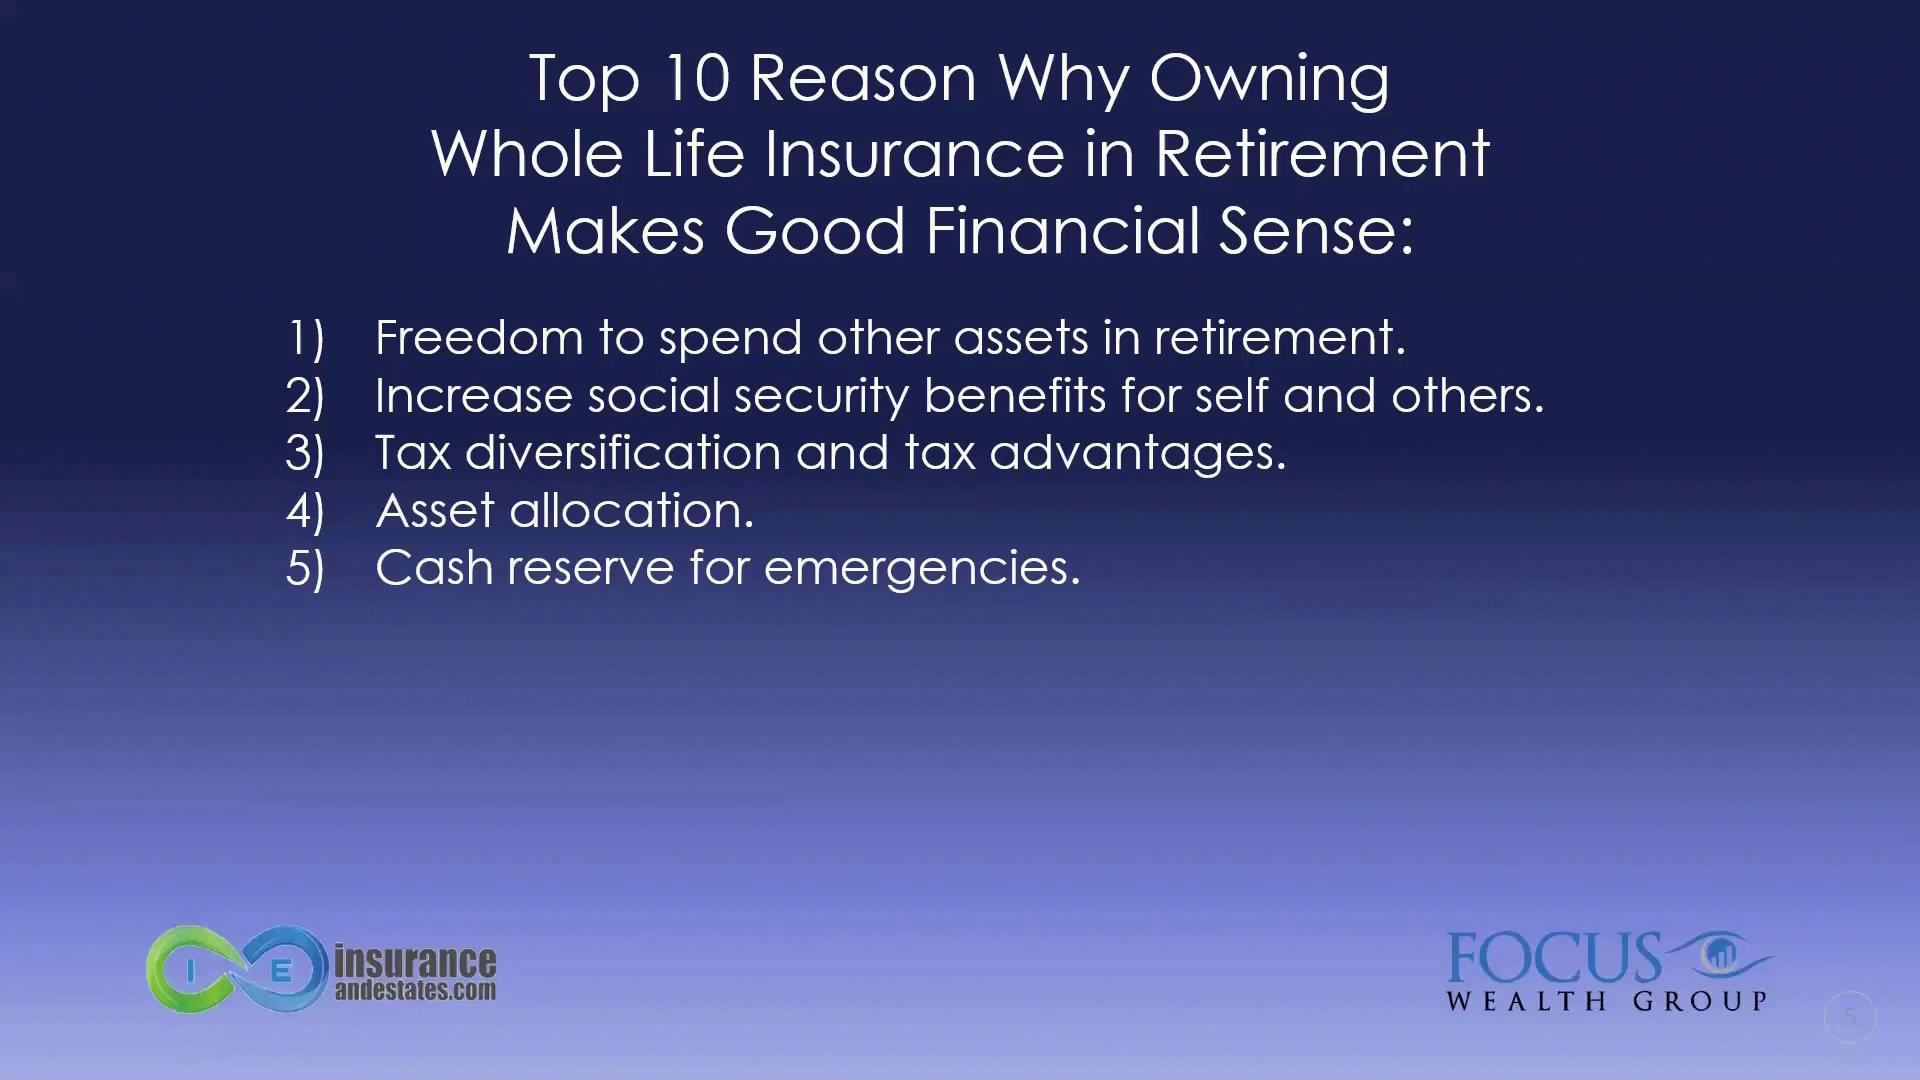 Top 10 Reason Why Owning
Whole Life Insurance in Retirement
Makes Good Financial Sense:
1) Freedom to spend other assets in retirement.
2) Increase social security benefits for self and others.
3) Tax diversification and tax advantages.
4) Asset allocation.
5) Cash reserve for emergencies.
I E insurance
andestates.com
FOCUS
WEALTH GROUP
5